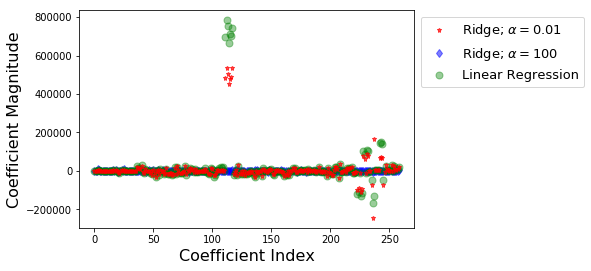 800000
600000
400000
200000
0
−200000
0
50
100
150
200
250
Coefficient Magnitude
Coefficient Index
Ridge; α = 0.01
Ridge; α = 100
Linear Regression